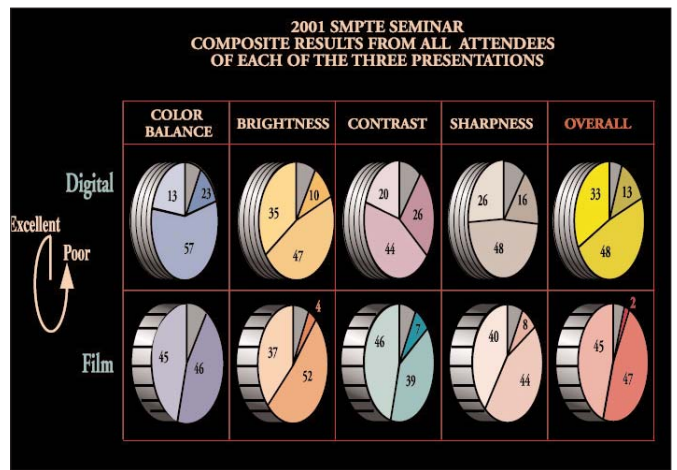 2001 SMPTE SEMINAR
COMPOSITE RESULTS FROM ALL ATTENDEES
OF EACH OF THE THREE PRESENTATIONS
COLOR
BALANCE
BRIGHTNESS
CONTRAST
SHARPNESS
OVERALL
Digital
13
23
57
35
10
47
20
26
44
26
16
48
33
13
48
Excellent
Poor
Film
45
46
37
4
52
46
7
39
40
8
44
45
2
47